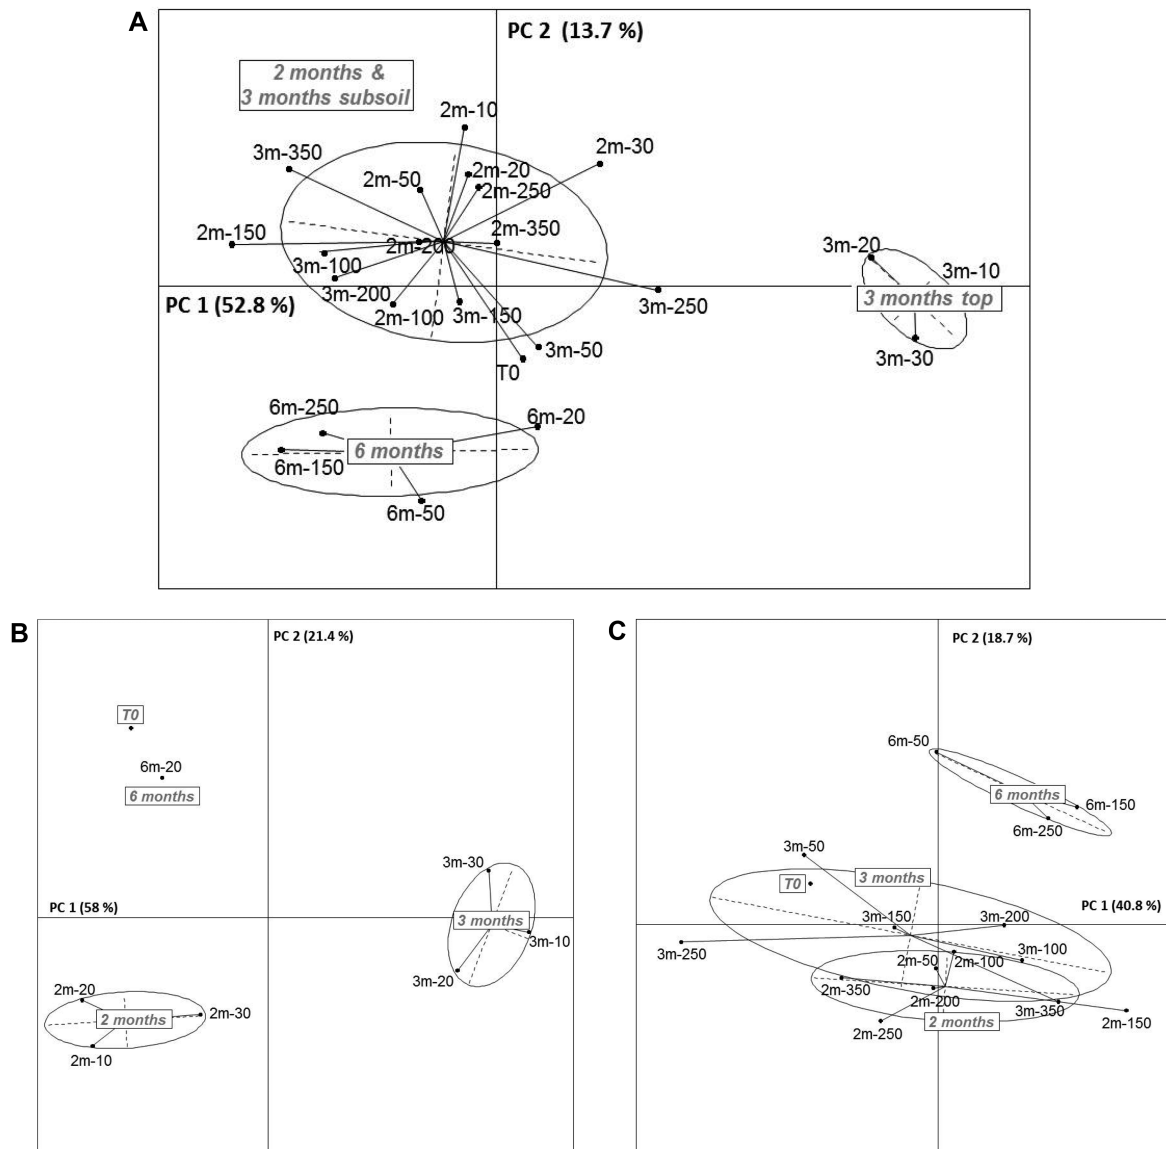 A
PC 2 (13.7 %)
2 months &
3 months subsoil
2m-10
3m-350
2m-30
2m-50
2m-20
2m-250
2m-150
2m-200
2m-350
3m-20
3m-10
3m-100
3m-200
PC 1 (52.8 %)
2m-100
3m-150
3m-250
3 months top
3m-50
3m-30
T0
6m-250
6m-20
6 months
6m-150
6m-50
B
PC 2 (21.4 %)
T0
6m-20
6 months
3m-30
PC 1 (58 %)
3 months
3m-10
3m-20
2m-20
2 months
2m-30
2m-10
C
PC 2 (18.7 %)
6m-50
6 months
6m-150
6m-250
3m-50
T0
3 months
PC 1 (40.8 %)
3m-150
3m-200
3m-250
3m-100
2m-50
2m-100
2m-350
2m-200
3m-350
2m-150
2m-250
2 months